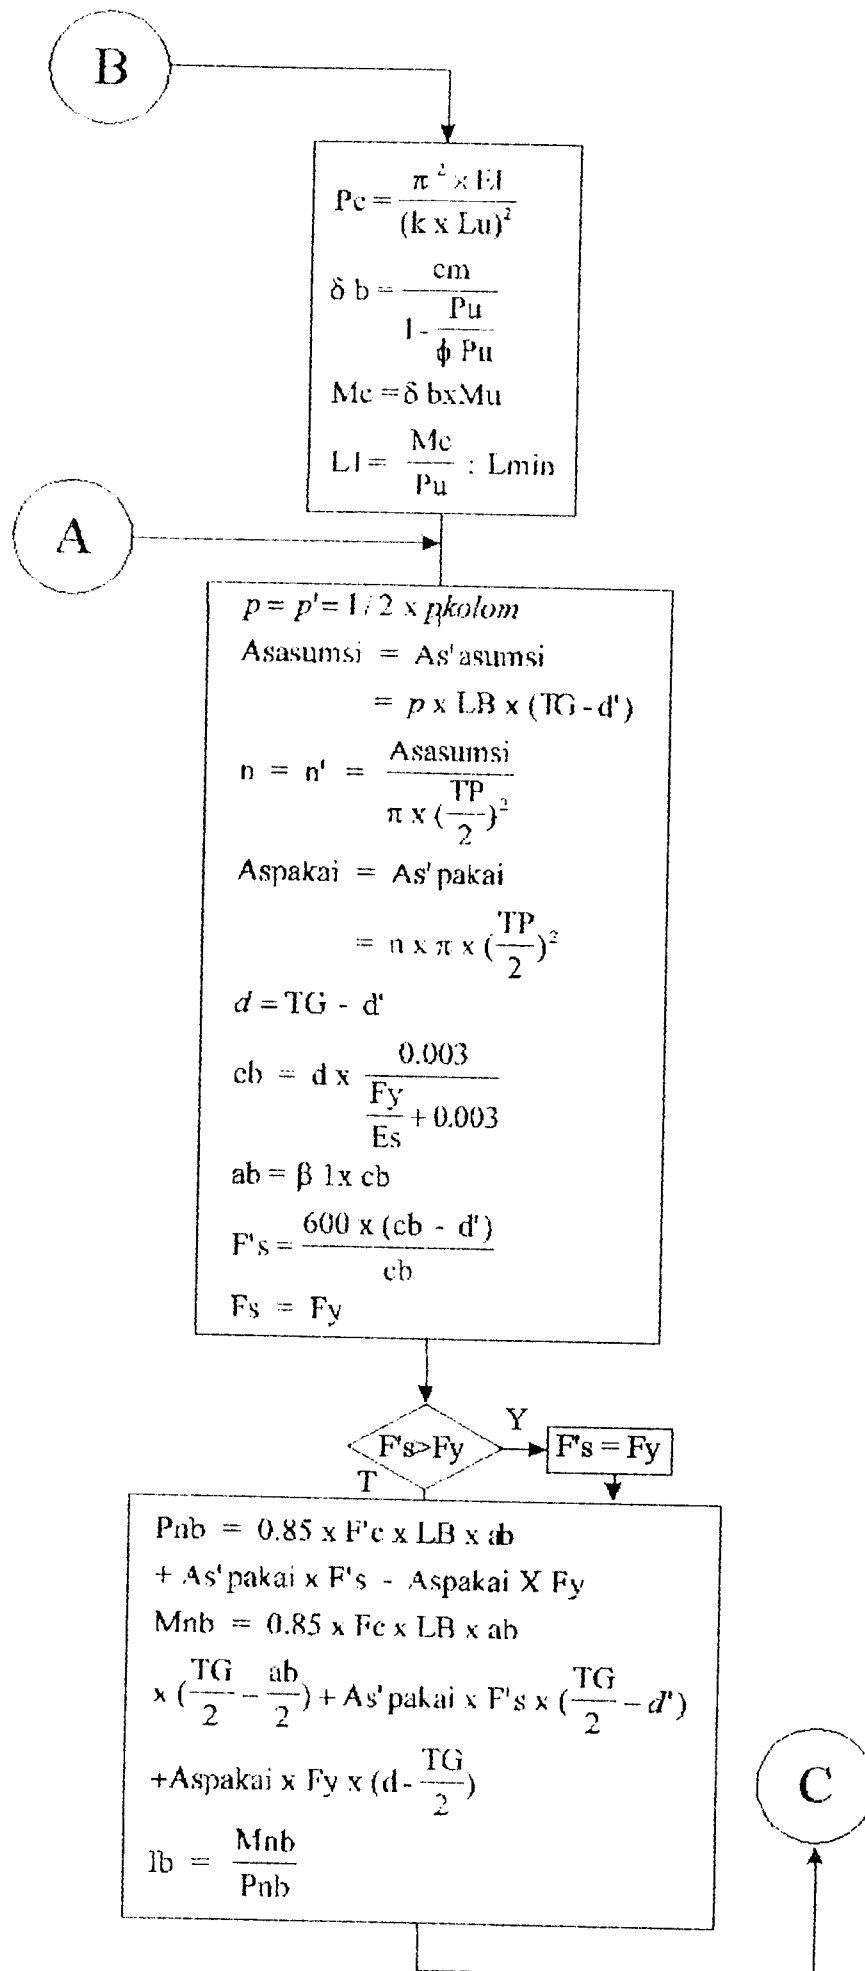 B
Pc = π² x EI / (k x Lu)²
δ b = cm / (1 - Pu / ϕ Pu)
Mc = δ bxMu
L1 = Mc / Pu : Lmin
A
p = p' = 1/2 x pkolom
Asasumsi = As'asumsi
= p x LB x (TG - d')
n = n' = Asasumsi / π x (TP / 2)²
Aspakai = As'pakai
= n x π x (TP / 2)²
d = TG - d'
cb = d x 0.003 / (Fy / Es + 0.003)
ab = β 1x cb
F's = 600 x (cb - d') / cb
Fs = Fy
F's>Fy
Y
F's = Fy
T
Pnb = 0.85 x F'c x LB x ab
+ As'pakai x F's - Aspakai X Fy
Mnb = 0.85 x Fc x LB x ab
x (TG / 2 - ab / 2) + As'pakai x F's x (TG / 2 - d')
+Aspakai x Fy x (d - TG / 2)
lb = Mnb / Pnb
C